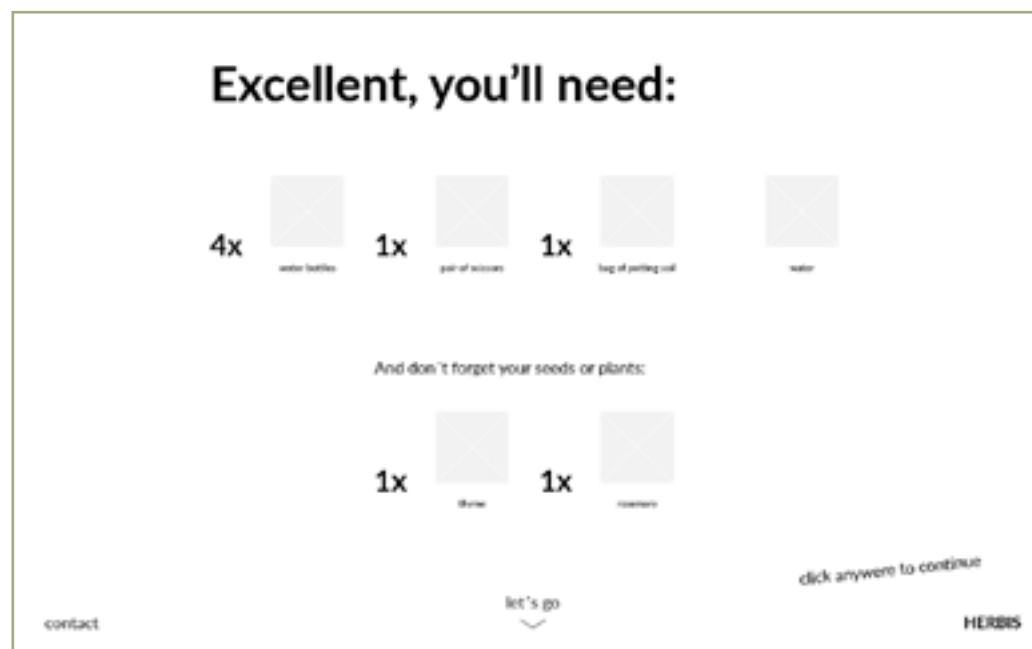 Excellent, you'll need:
4x
water bottles
1x
pair of scissors
1x
bag of potting soil
water
And don´t forget your seeds or plants:
1x
thyme
1x
rosemary
click anywere to continue
let´s go
contact
HERBIS